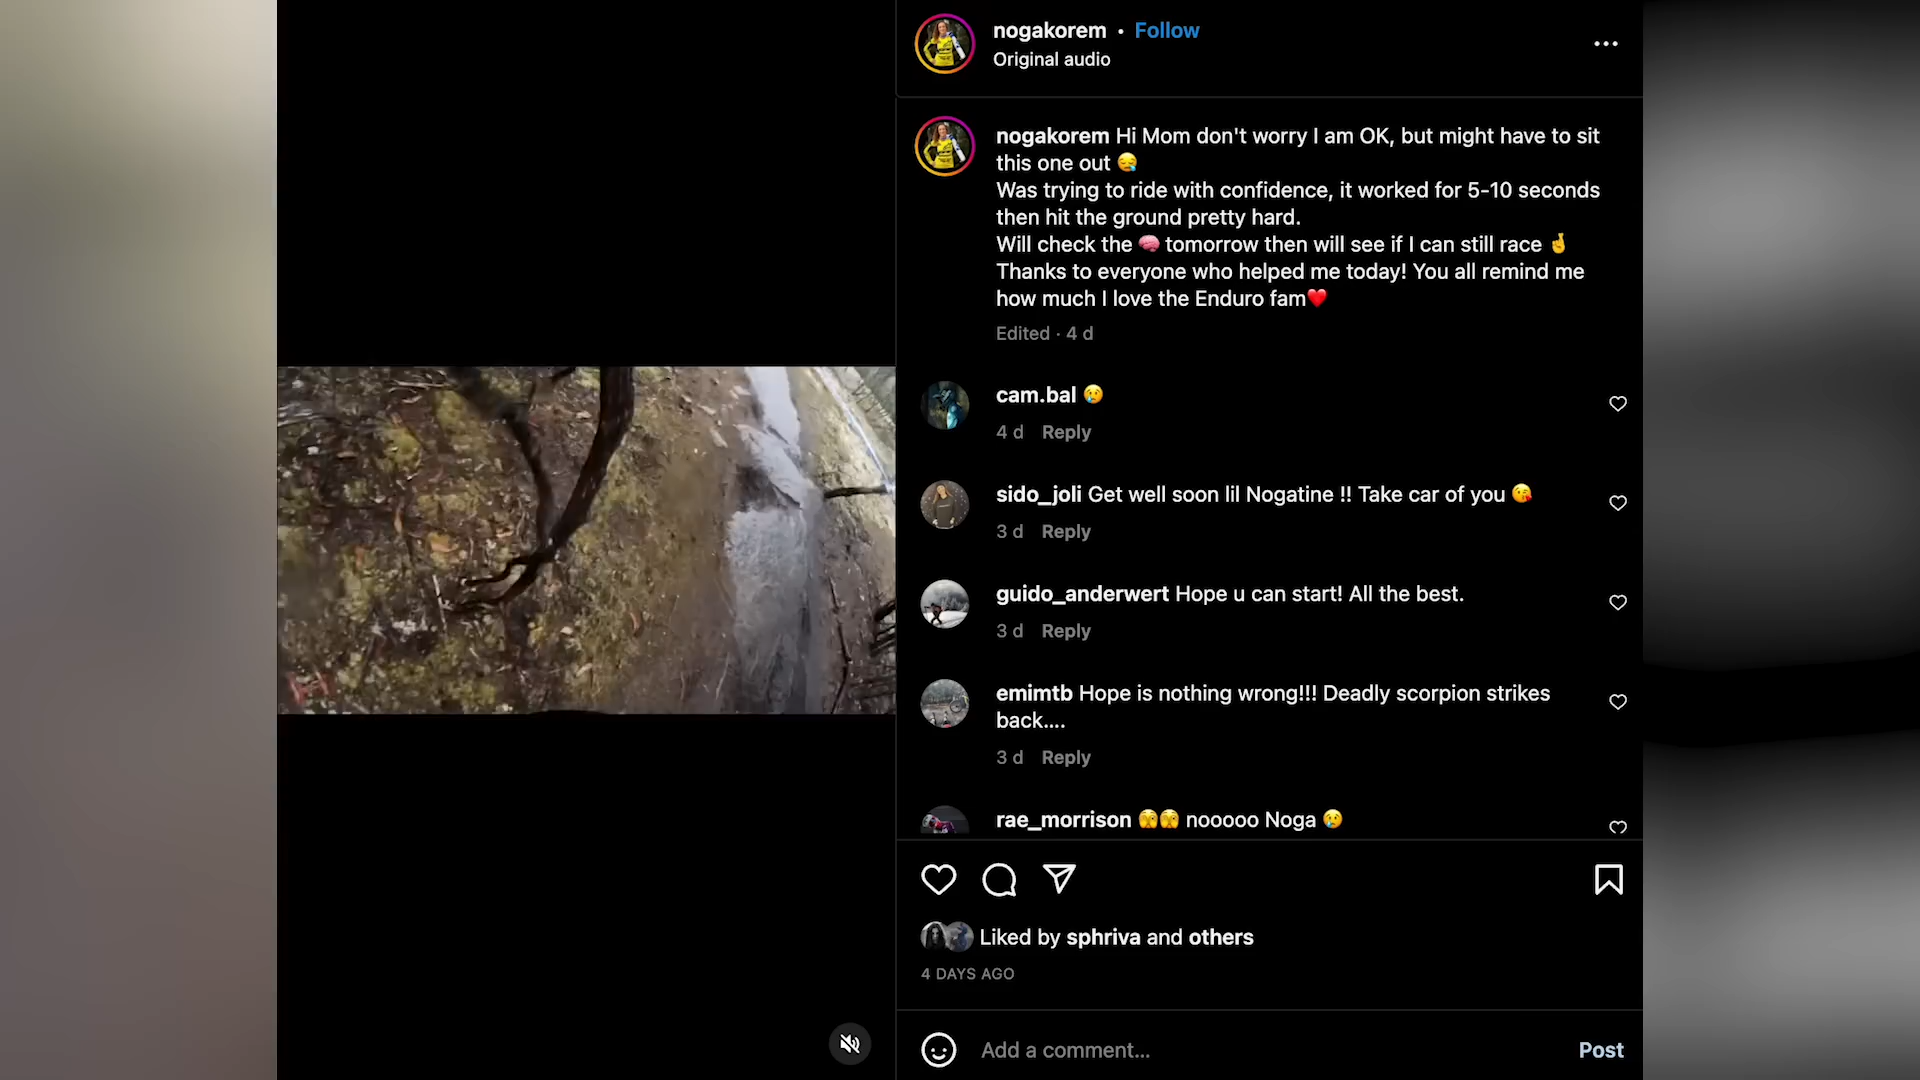 nogakorem • Follow
Original audio
nogakorem Hi Mom don't worry I am OK, but might have to sit
this one out 😪
Was trying to ride with confidence, it worked for 5-10 seconds
then hit the ground pretty hard.
Will check the 🧠 tomorrow then will see if I can still race 🤞
Thanks to everyone who helped me today! You all remind me
how much I love the Enduro fam❤️
Edited · 4 d
cam.bal 😢
4 d Reply
sido_joli Get well soon lil Nogatine !! Take car of you 😘
3 d Reply
guido_anderwert Hope u can start! All the best.
3 d Reply
emimtb Hope is nothing wrong!!! Deadly scorpion strikes
back....
3 d Reply
rae_morrison 🫣🫣 nooooo Noga 😢
Liked by sphriva and others
4 DAYS AGO
Add a comment...
Post